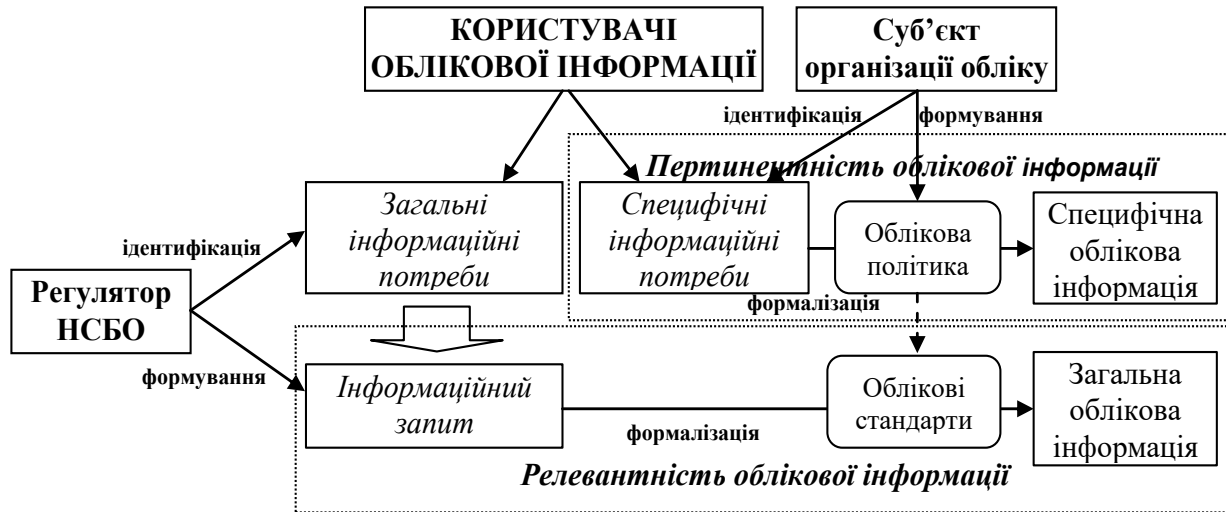 КОРИСТУВАЧІ
ОБЛІКОВОЇ ІНФОРМАЦІЇ
Суб’єкт
організації обліку
ідентифікація
формування
Пертинентність облікової інформації
Загальні
інформаційні
потреби
Специфічні
інформаційні
потреби
Облікова
політика
Специфічна
облікова
інформація
ідентифікація
формалізація
Регулятор
НСБО
формування
Інформаційний
запит
формалізація
Облікові
стандарти
Загальна
облікова
інформація
Релевантність облікової інформації